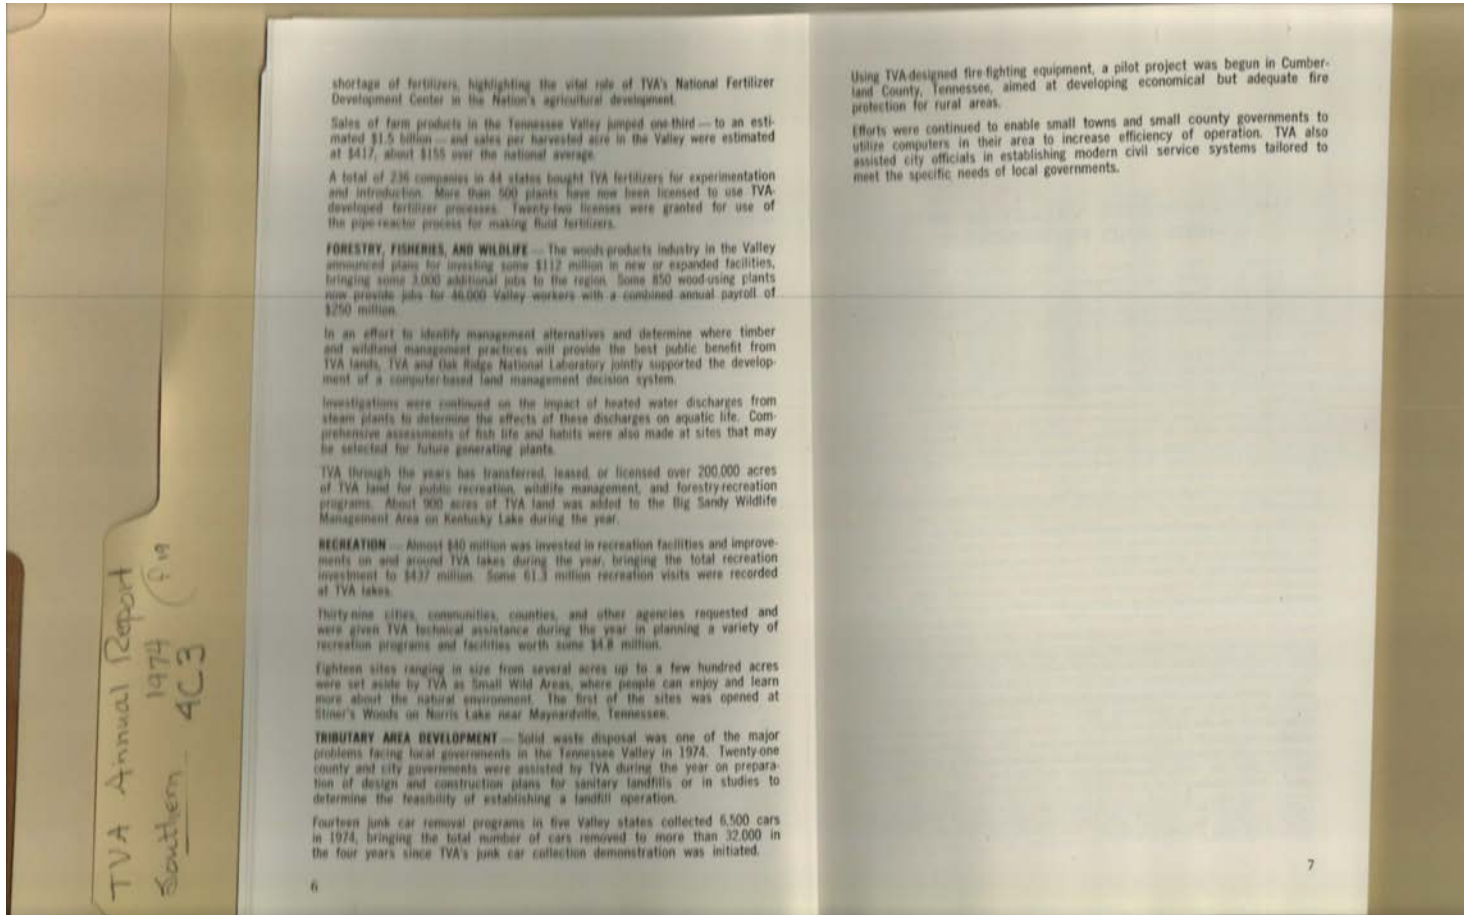 TVA Annual Report
1974
Southern 4C3
shortage of fertilizers, highlighting the vital role of TVA's National Fertilizer
Development Center in the Nation's agricultural development.
Sales of farm products in the Tennessee Valley jumped one-third — to an esti-
mated $1.5 billion — and sales per harvested acre in the Valley were estimated
at $417, about $155 over the national average.
A total of 236 companies in 44 states bought TVA fertilizers for experimentation
and introduction. More than 500 plants have now been licensed to use TVA-
developed fertilizer processes. Twenty-two licenses were granted for use of
the pipe-reactor process for making fluid fertilizers.
FORESTRY, FISHERIES, AND WILDLIFE — The woods-products industry in the Valley
announced plans for investing some $112 million in new or expanded facilities,
bringing some 3,000 additional jobs to the region. Some 850 wood-using plants
now provide jobs for 46,000 Valley workers with a combined annual payroll of
$250 million.
In an effort to identify management alternatives and determine where timber
and wildland management practices will provide the best public benefit from
TVA lands, TVA and Oak Ridge National Laboratory jointly supported the develop-
ment of a computer-based land management decision system.
Investigations were continued on the impact of heated water discharges from
steam plants to determine the effects of these discharges on aquatic life. Com-
prehensive assessments of fish life and habits were also made at sites that may
be selected for future generating plants.
TVA through the years has transferred, leased, or licensed over 200,000 acres
of TVA land for public recreation, wildlife management, and forestry-recreation
programs. About 900 acres of TVA land was added to the Big Sandy Wildlife
Management Area on Kentucky Lake during the year.
RECREATION — Almost $40 million was invested in recreation facilities and improve-
ments on and around TVA lakes during the year, bringing the total recreation
investment to $437 million. Some 61.3 million recreation visits were recorded
at TVA lakes.
Thirty-nine cities, communities, counties, and other agencies requested and
were given TVA technical assistance during the year in planning a variety of
recreation programs and facilities worth some $4.8 million.
Eighteen sites ranging in size from several acres up to a few hundred acres
were set aside by TVA as Small Wild Areas, where people can enjoy and learn
more about the natural environment. The first of the sites was opened at
Stiner's Woods on Norris Lake near Maynardville, Tennessee.
TRIBUTARY AREA DEVELOPMENT — Solid waste disposal was one of the major
problems facing local governments in the Tennessee Valley in 1974. Twenty-one
county and city governments were assisted by TVA during the year on prepara-
tion of design and construction plans for sanitary landfills or in studies to
determine the feasibility of establishing a landfill operation.
Fourteen junk car removal programs in five Valley states collected 6,500 cars
in 1974, bringing the total number of cars removed to more than 32,000 in
the four years since TVA's junk car collection demonstration was initiated.
6
Using TVA-designed fire-fighting equipment, a pilot project was begun in Cumber-
land County, Tennessee, aimed at developing economical but adequate fire
protection for rural areas.
Efforts were continued to enable small towns and small county governments to
utilize computers in their area to increase efficiency of operation. TVA also
assisted city officials in establishing modern civil service systems tailored to
meet the specific needs of local governments.
7